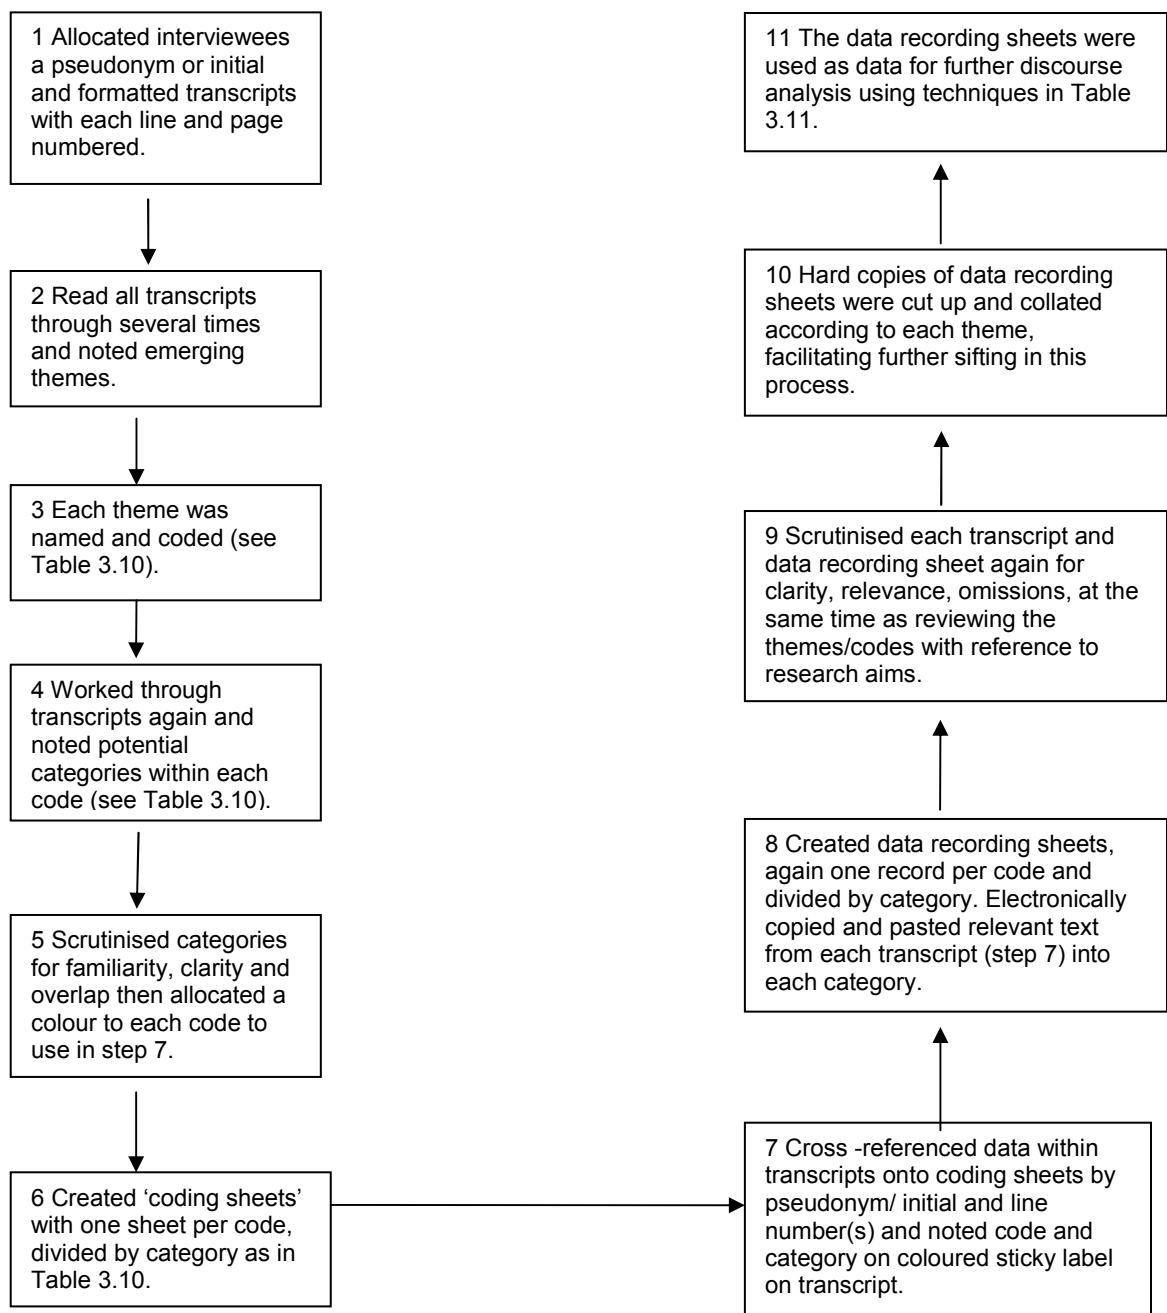 1 Allocated interviewees
a pseudonym or initial
and formatted transcripts
with each line and page
numbered.
2 Read all transcripts
through several times
and noted emerging
themes.
3 Each theme was
named and coded (see
Table 3.10).
4 Worked through
transcripts again and
noted potential
categories within each
code (see Table 3.10).
5 Scrutinised categories
for familiarity, clarity and
overlap then allocated a
colour to each code to
use in step 7.
6 Created ‘coding sheets’
with one sheet per code,
divided by category as in
Table 3.10.
7 Cross -referenced data within
transcripts onto coding sheets by
pseudonym/ initial and line
number(s) and noted code and
category on coloured sticky label
on transcript.
8 Created data recording sheets,
again one record per code and
divided by category. Electronically
copied and pasted relevant text
from each transcript (step 7) into
each category.
9 Scrutinised each transcript and
data recording sheet again for
clarity, relevance, omissions, at the
same time as reviewing the
themes/codes with reference to
research aims.
10 Hard copies of data recording
sheets were cut up and collated
according to each theme,
facilitating further sifting in this
process.
11 The data recording sheets were
used as data for further discourse
analysis using techniques in Table
3.11.